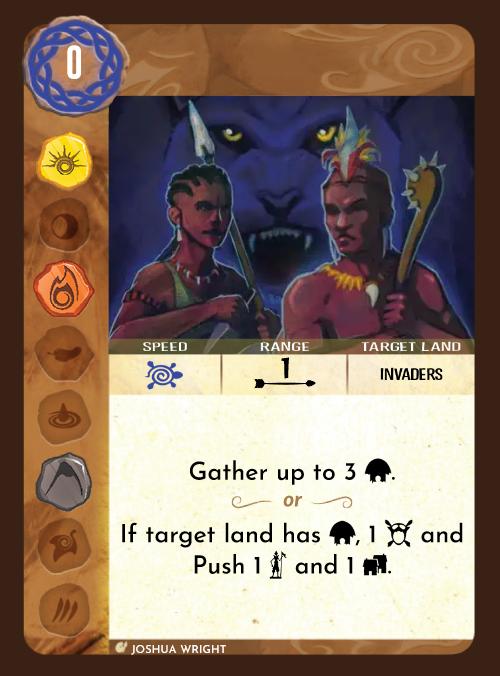 0
SPEED RANGE TARGET LAND
1 INVADERS
Gather up to 3 .
or
If target land has , 1 and
Push 1 and 1 .
JOSHUA WRIGHT